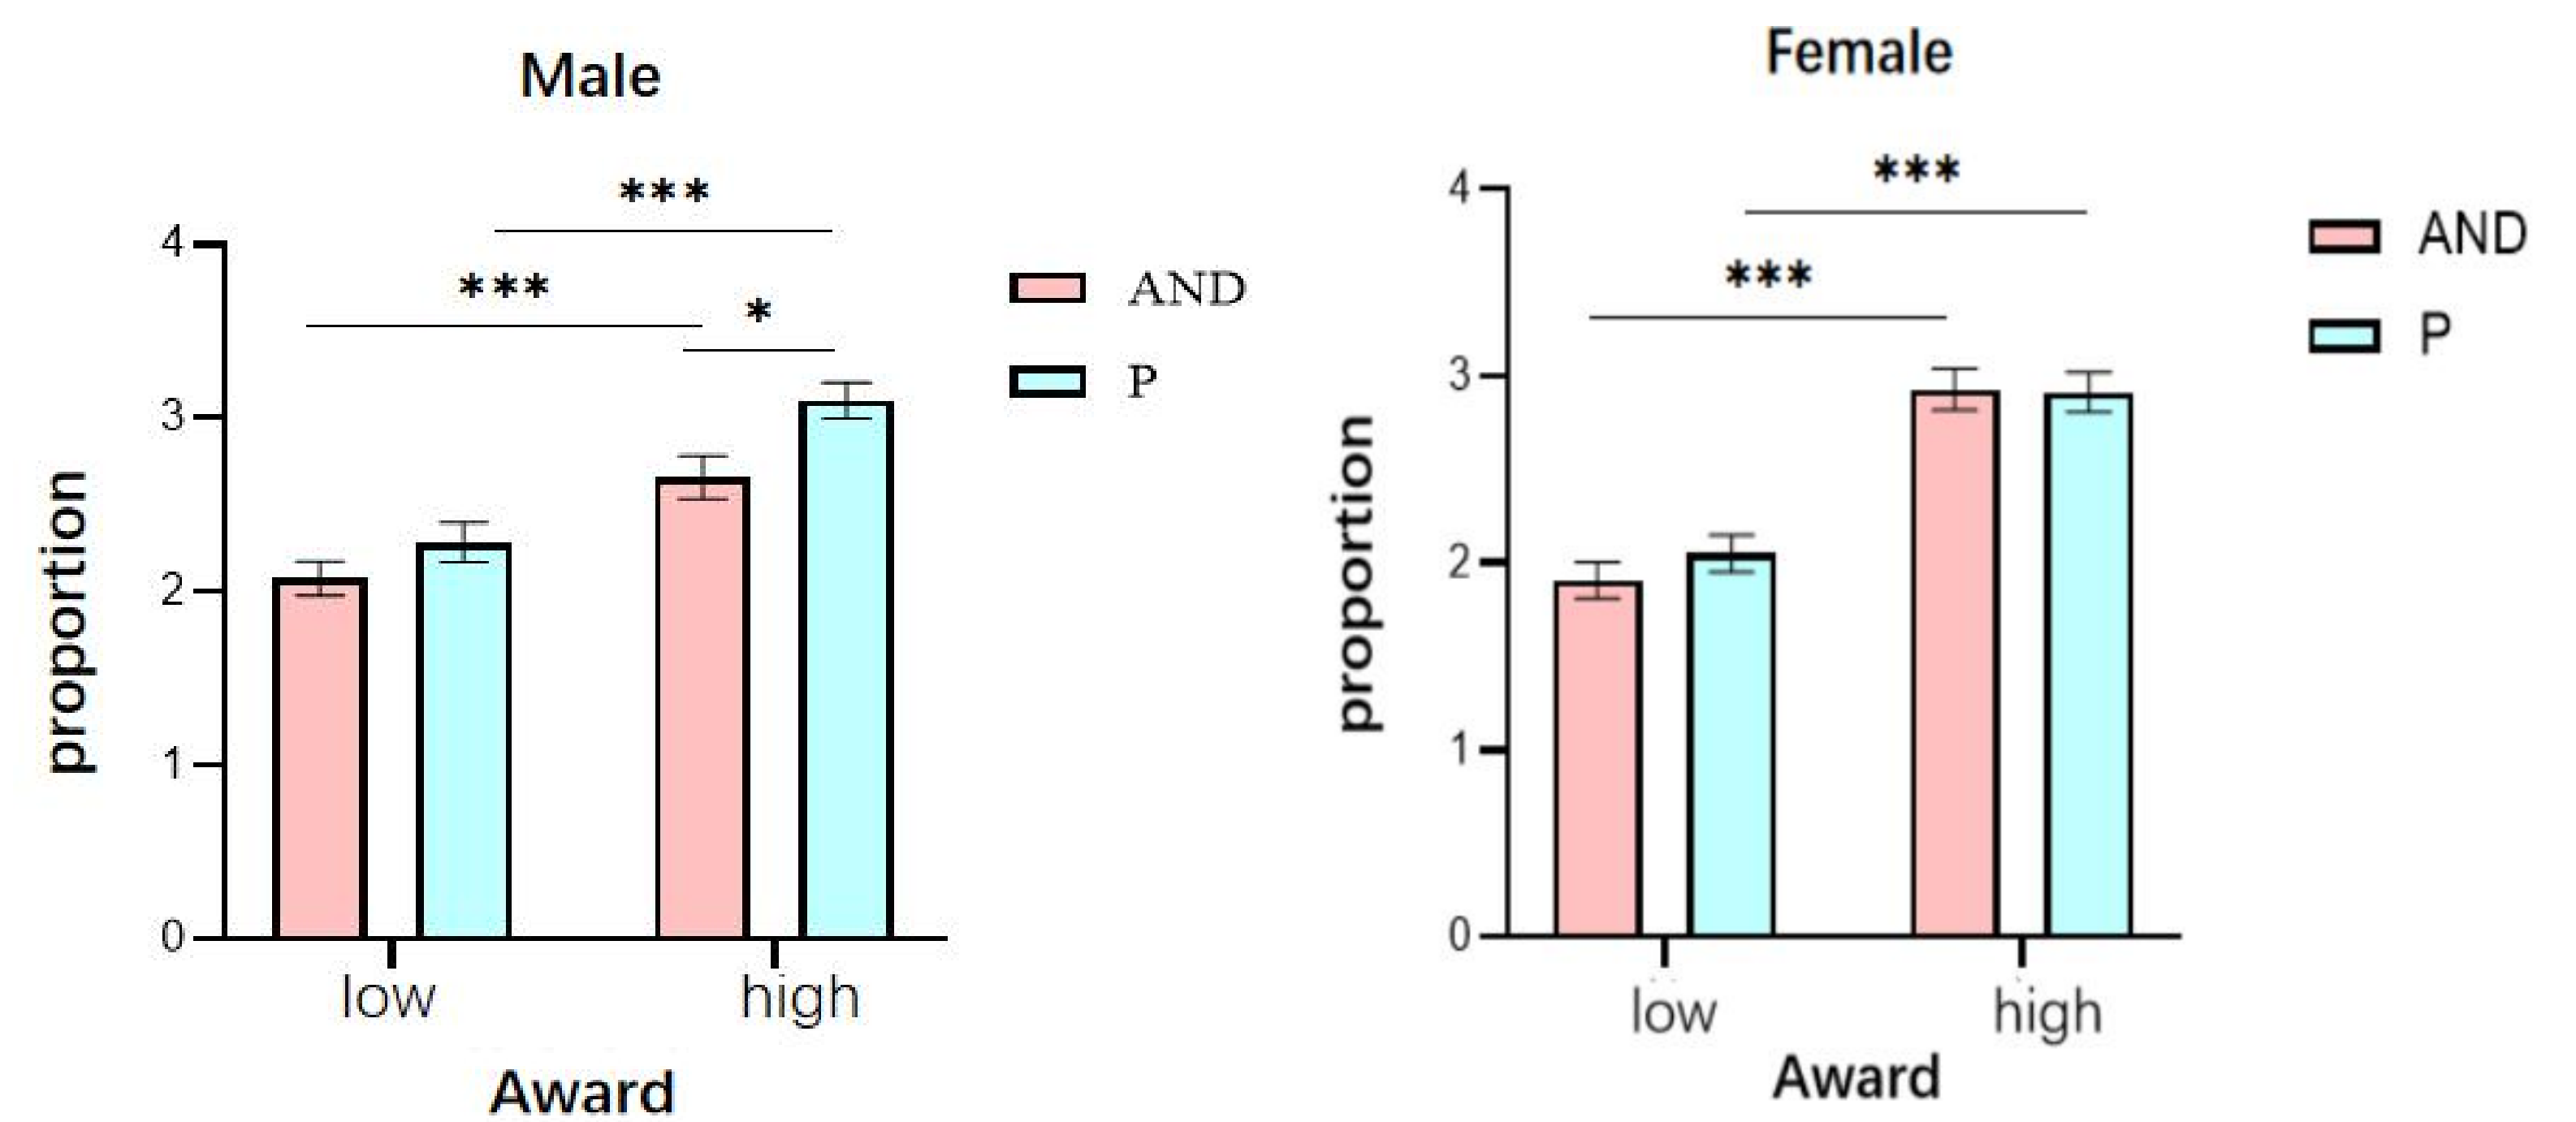 Male
***
4
***
*
3
2
1
0
proportion
low
high
Award
AND
P
Female
***
4
***
3
2
1
0
proportion
low
high
Award
AND
P